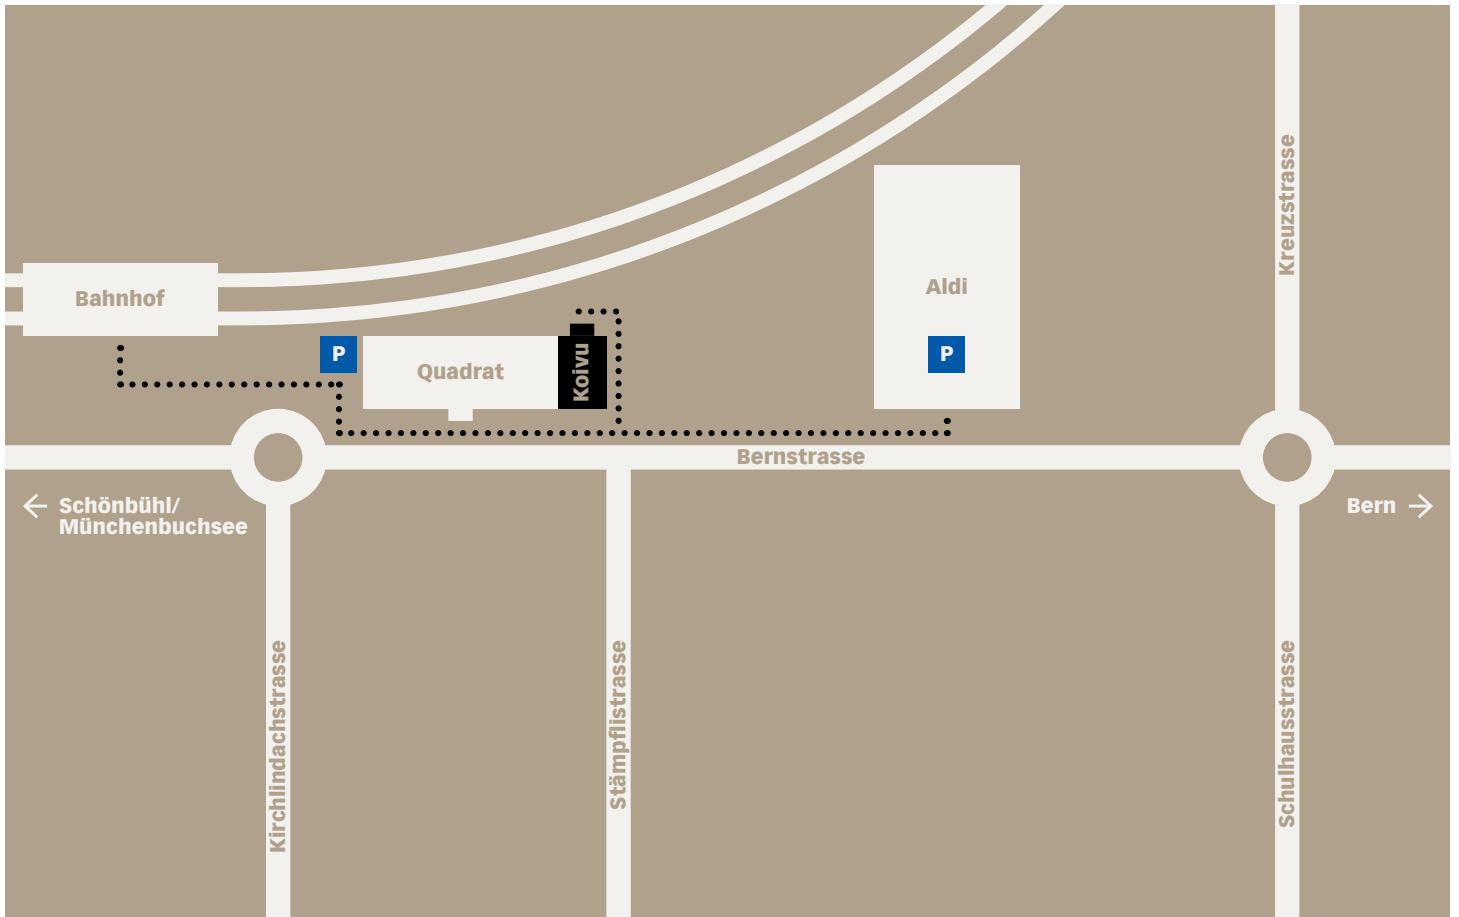 Kreuzstrasse
Bahnhof
Aldi
P
P
Quadrat
Koivu
Bernstrasse
Schönbühl/
Münchenbuchsee
Bern
Kirchlindachstrasse
Stämpflistrasse
Schulhausstrasse